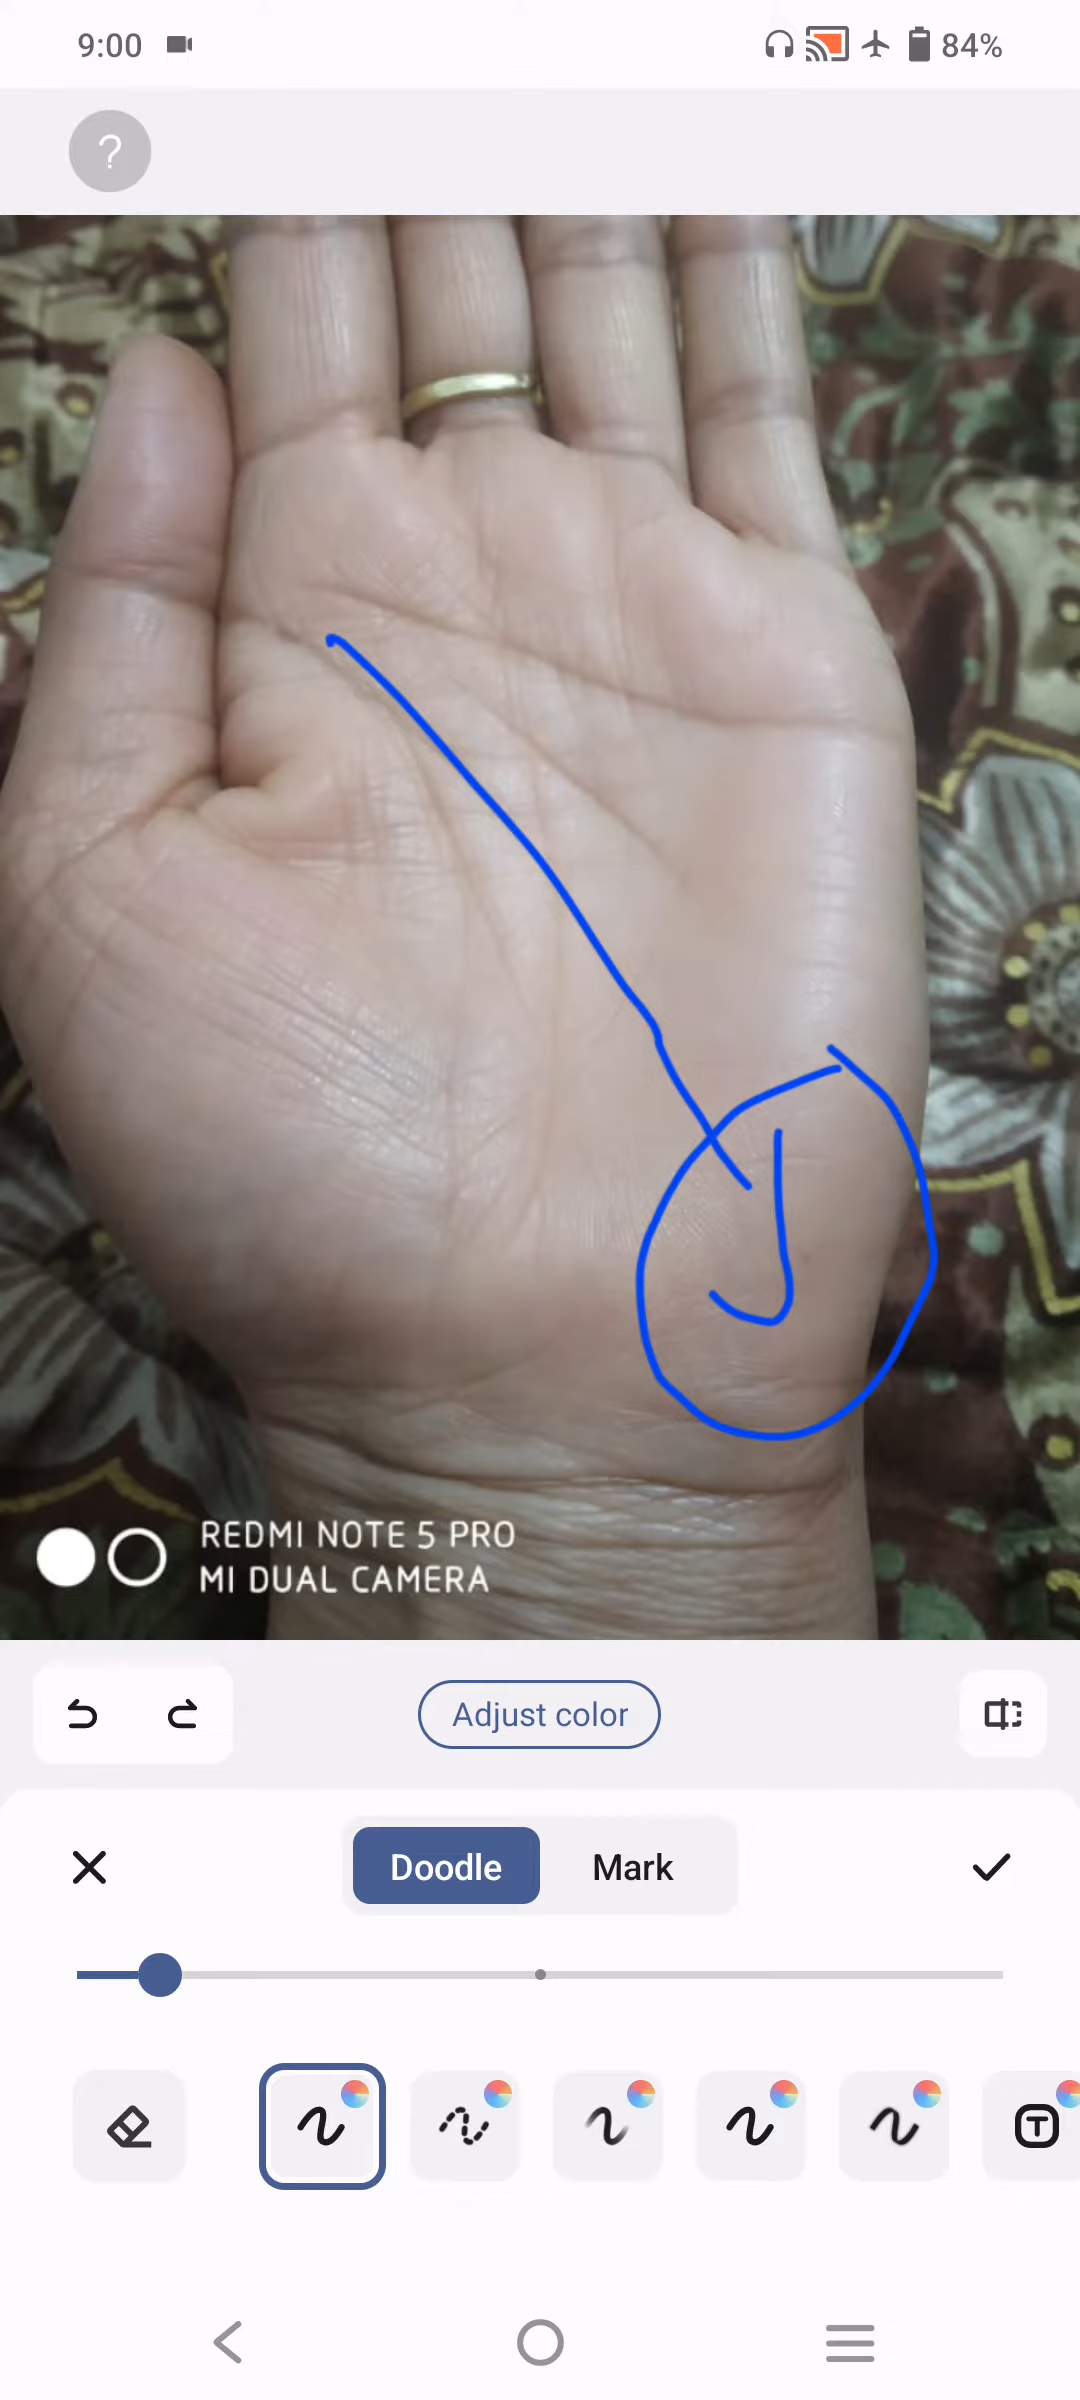 9:00
84%
?
J
REDMI NOTE 5 PRO
MI DUAL CAMERA
Adjust color
Doodle
Mark
T